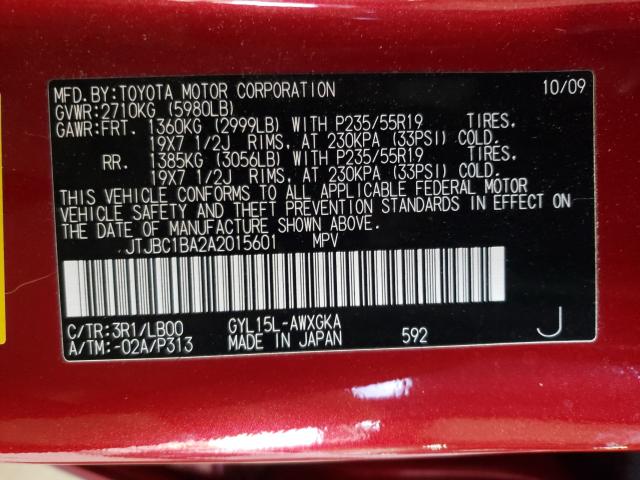 MFD.BY:TOYOTA MOTOR CORPORATION 10/09
GVWR:2710KG (5980LB)
GAWR:FRT. 1360KG (2999LB) WITH P235/55R19 TIRES,
19X7 1/2J RIMS, AT 230KPA (33PSI) COLD.
RR. 1385KG (3056LB) WITH P235/55R19 TIRES,
19X7 1/2J RIMS, AT 230KPA (33PSI) COLD.
THIS VEHICLE CONFORMS TO ALL APPLICABLE FEDERAL MOTOR
VEHICLE SAFETY AND THEFT PREVENTION STANDARDS IN EFFECT ON
THE DATE OF MANUFACTURE SHOWN ABOVE.
JTJBC1BA2A2015601 MPV
C/TR:3R1/LB00 GYL15L-AWXGKA
A/TM:-02A/P313 MADE IN JAPAN 592 J